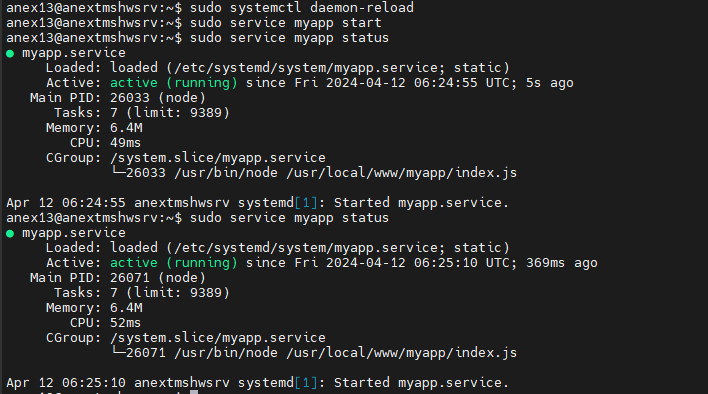 anex13@anextmshwsrv:~$ sudo systemctl daemon-reload
anex13@anextmshwsrv:~$ sudo service myapp start
anex13@anextmshwsrv:~$ sudo service myapp status
● myapp.service
     Loaded: loaded (/etc/systemd/system/myapp.service; static)
     Active: active (running) since Fri 2024-04-12 06:24:55 UTC; 5s ago
   Main PID: 26033 (node)
      Tasks: 7 (limit: 9389)
     Memory: 6.4M
        CPU: 49ms
     CGroup: /system.slice/myapp.service
             └─26033 /usr/bin/node /usr/local/www/myapp/index.js

Apr 12 06:24:55 anextmshwsrv systemd[1]: Started myapp.service.
anex13@anextmshwsrv:~$ sudo service myapp status
● myapp.service
     Loaded: loaded (/etc/systemd/system/myapp.service; static)
     Active: active (running) since Fri 2024-04-12 06:25:10 UTC; 369ms ago
   Main PID: 26071 (node)
      Tasks: 7 (limit: 9389)
     Memory: 6.4M
        CPU: 52ms
     CGroup: /system.slice/myapp.service
             └─26071 /usr/bin/node /usr/local/www/myapp/index.js

Apr 12 06:25:10 anextmshwsrv systemd[1]: Started myapp.service.